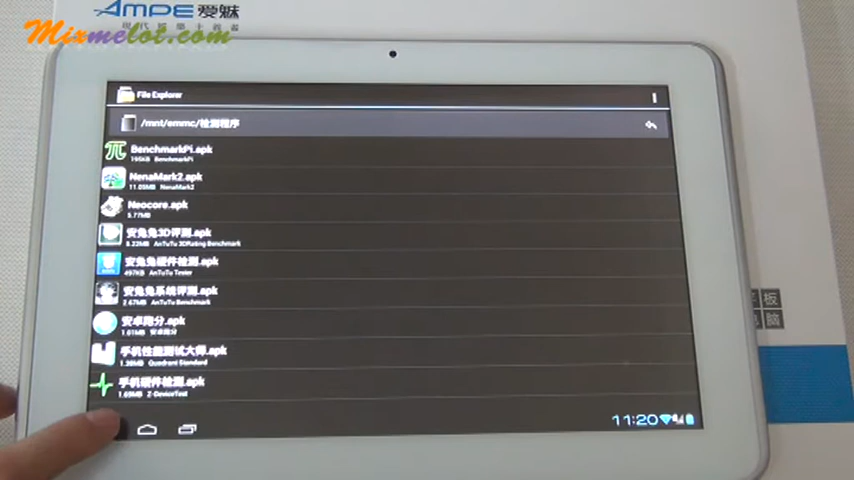 AMPE 爱魅
Mixmelot.com
File Explorer
/mnt/emmc/检测程序
BenchmarkPi.apk
195KB BenchmarkPi
NenaMark2.apk
11.05MB NenaMark2
Neocore.apk
5.77MB
安兔兔3D评测.apk
8.22MB AnTuTu 3DRating Benchmark
安兔兔硬件检测.apk
497KB AnTuTu Tester
安兔兔系统评测.apk
2.67MB AnTuTu Benchmark
安卓跑分.apk
1.61MB 安卓跑分
手机性能测试大师.apk
1.38MB Quadrant Standard
手机硬件检测.apk
1.69MB Z-DeviceTest
11:20
平板
电脑